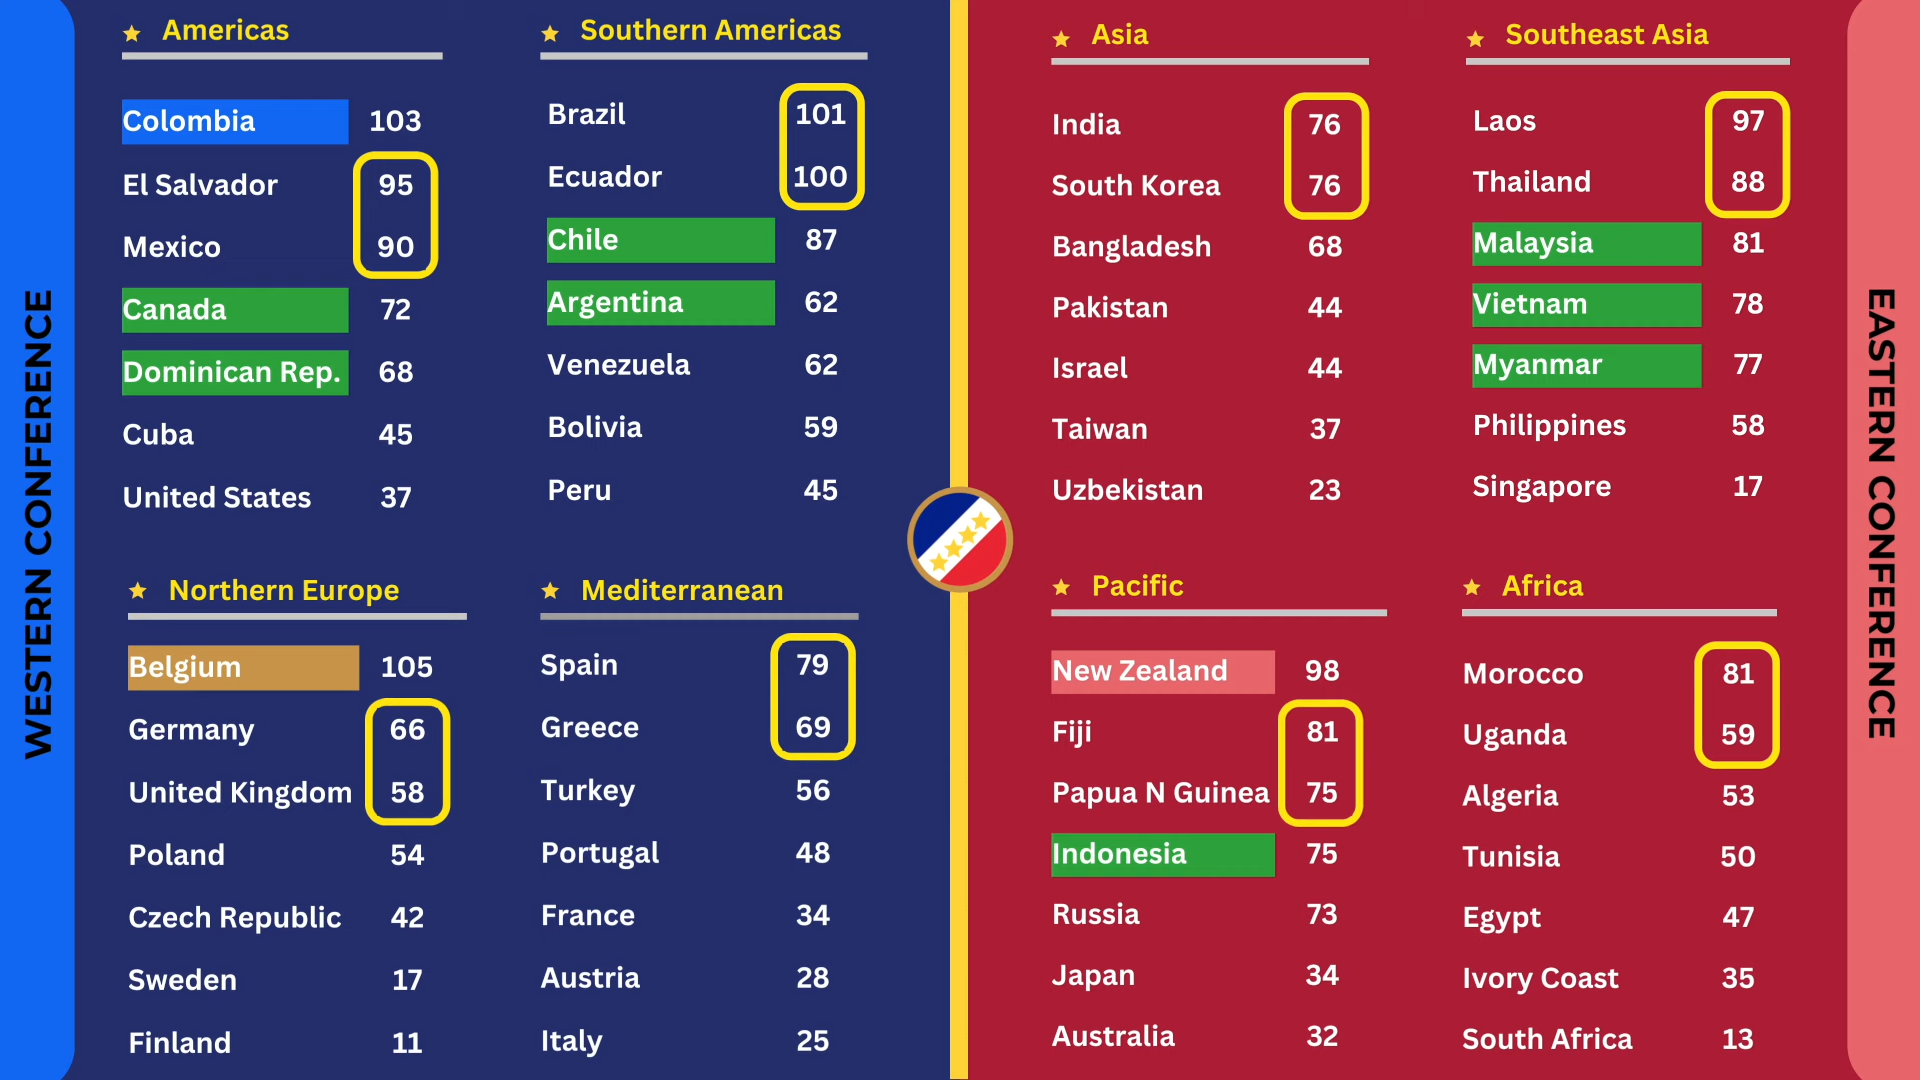 WESTERN CONFERENCE
Americas
Colombia 103
El Salvador 95
Mexico 90
Canada 72
Dominican Rep. 68
Cuba 45
United States 37
Southern Americas
Brazil 101
Ecuador 100
Chile 87
Argentina 62
Venezuela 62
Bolivia 59
Peru 45
Northern Europe
Belgium 105
Germany 66
United Kingdom 58
Poland 54
Czech Republic 42
Sweden 17
Finland 11
Mediterranean
Spain 79
Greece 69
Turkey 56
Portugal 48
France 34
Austria 28
Italy 25
Asia
India 76
South Korea 76
Bangladesh 68
Pakistan 44
Israel 44
Taiwan 37
Uzbekistan 23
Southeast Asia
Laos 97
Thailand 88
Malaysia 81
Vietnam 78
Myanmar 77
Philippines 58
Singapore 17
Pacific
New Zealand 98
Fiji 81
Papua N Guinea 75
Indonesia 75
Russia 73
Japan 34
Australia 32
Africa
Morocco 81
Uganda 59
Algeria 53
Tunisia 50
Egypt 47
Ivory Coast 35
South Africa 13
EASTERN CONFERENCE